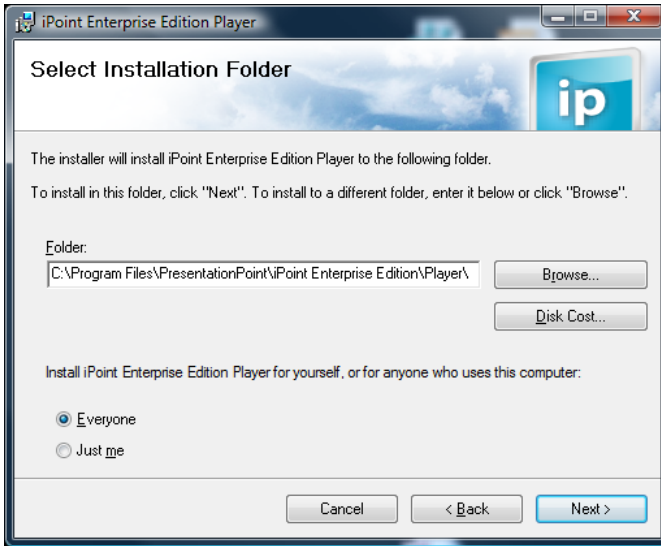 iPoint Enterprise Edition Player
Select Installation Folder
ip
The installer will install iPoint Enterprise Edition Player to the following folder.
To install in this folder, click "Next". To install to a different folder, enter it below or click "Browse".
Folder:
C:\Program Files\PresentationPoint\iPoint Enterprise Edition\Player\
Browse...
Disk Cost...
Install iPoint Enterprise Edition Player for yourself, or for anyone who uses this computer:
Everyone
Just me
Cancel
< Back
Next >